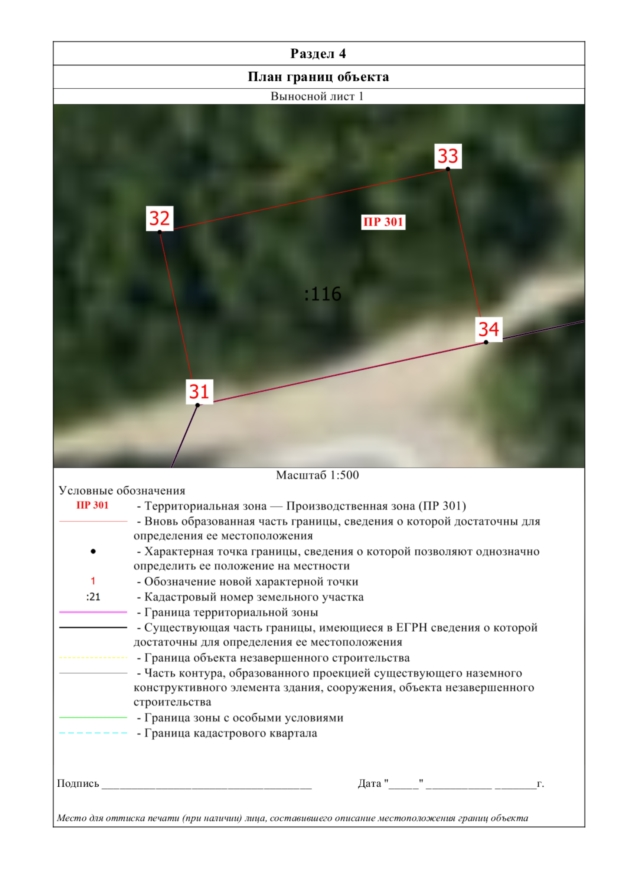 Раздел 4
План границ объекта
Выносной лист 1
33
32
ПР 301
:116
34
31
Масштаб 1:500
Условные обозначения
ПР 301 - Территориальная зона — Производственная зона (ПР 301)
- Вновь образованная часть границы, сведения о которой достаточны для
определения ее местоположения
- Характерная точка границы, сведения о которой позволяют однозначно
определить ее положение на местности
1 - Обозначение новой характерной точки
:21 - Кадастровый номер земельного участка
- Граница территориальной зоны
- Существующая часть границы, имеющиеся в ЕГРН сведения о которой
достаточны для определения ее местоположения
- Граница объекта незавершенного строительства
- Часть контура, образованного проекцией существующего наземного
конструктивного элемента здания, сооружения, объекта незавершенного
строительства
- Граница зоны с особыми условиями
- Граница кадастрового квартала
Подпись ___________________________________ Дата "_____" ___________ _______г.
Место для оттиска печати (при наличии) лица, составившего описание местоположения границ объекта